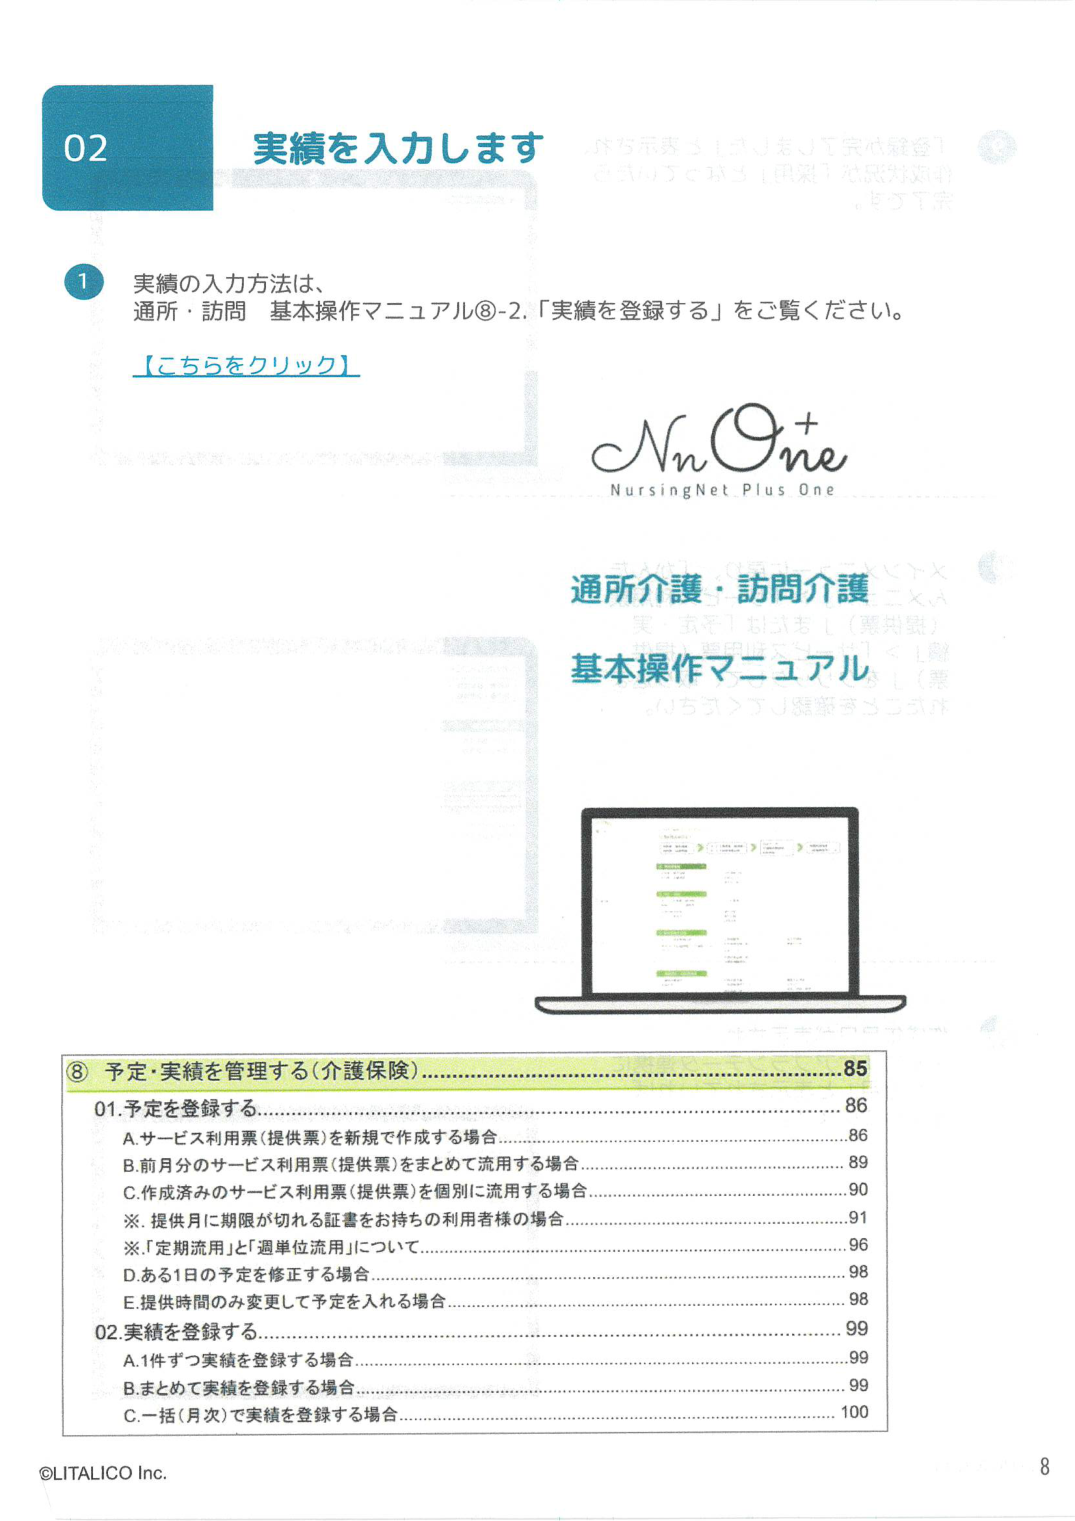 02
実績を入力します
1
実績の入力方法は、
通所・訪問　基本操作マニュアル⑧-2.「実績を登録する」をご覧ください。
【こちらをクリック】
Nn One+
NursingNet Plus One
通所介護・訪問介護
基本操作マニュアル
⑧ 予定・実績を管理する(介護保険)......85
01.予定を登録する......86
A.サービス利用票(提供票)を新規で作成する場合......86
B.前月分のサービス利用票(提供票)をまとめて流用する場合......89
C.作成済みのサービス利用票(提供票)を個別に流用する場合......90
※. 提供月に期限が切れる証書をお持ちの利用者様の場合......91
※.「定期流用」と「週単位流用」について......96
D.ある1日の予定を修正する場合......98
E.提供時間のみ変更して予定を入れる場合......98
02.実績を登録する......99
A.1件ずつ実績を登録する場合......99
B.まとめて実績を登録する場合......99
C.一括(月次)で実績を登録する場合......100
©LITALICO Inc.
8